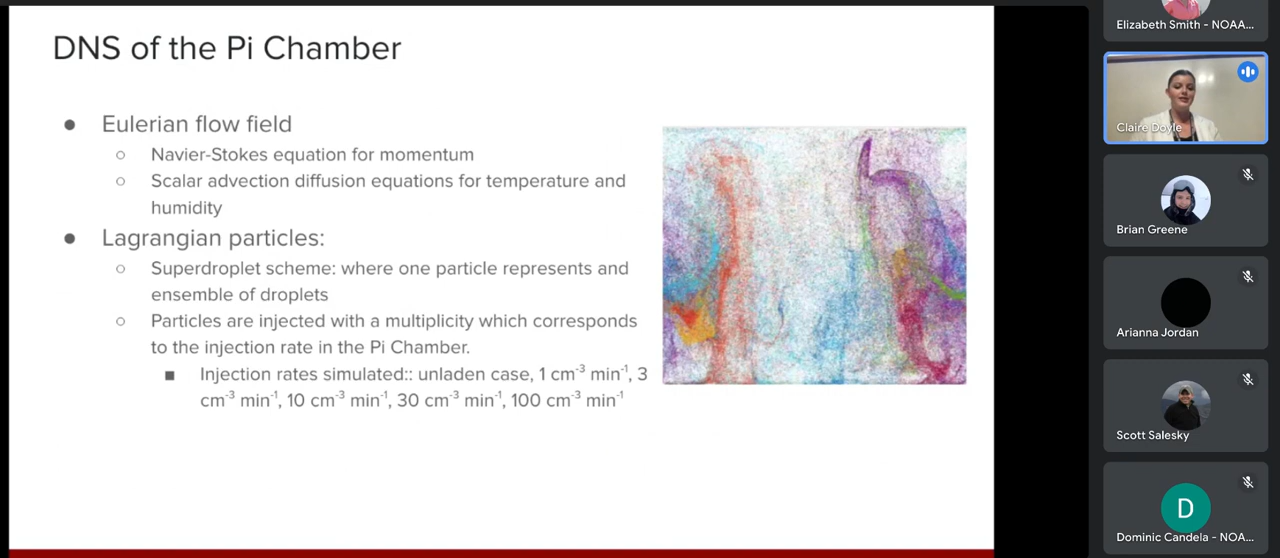 DNS of the Pi Chamber
Eulerian flow field
Navier-Stokes equation for momentum
Scalar advection diffusion equations for temperature and
humidity
Lagrangian particles:
Superdroplet scheme: where one particle represents and
ensemble of droplets
Particles are injected with a multiplicity which corresponds
to the injection rate in the Pi Chamber.
Injection rates simulated:: unladen case, 1 cm⁻³ min⁻¹, 3
cm⁻³ min⁻¹, 10 cm⁻³ min⁻¹, 30 cm⁻³ min⁻¹, 100 cm⁻³ min⁻¹
Elizabeth Smith - NOAA...
Claire Doyle
Brian Greene
Arianna Jordan
Scott Salesky
D
Dominic Candela - NOA...